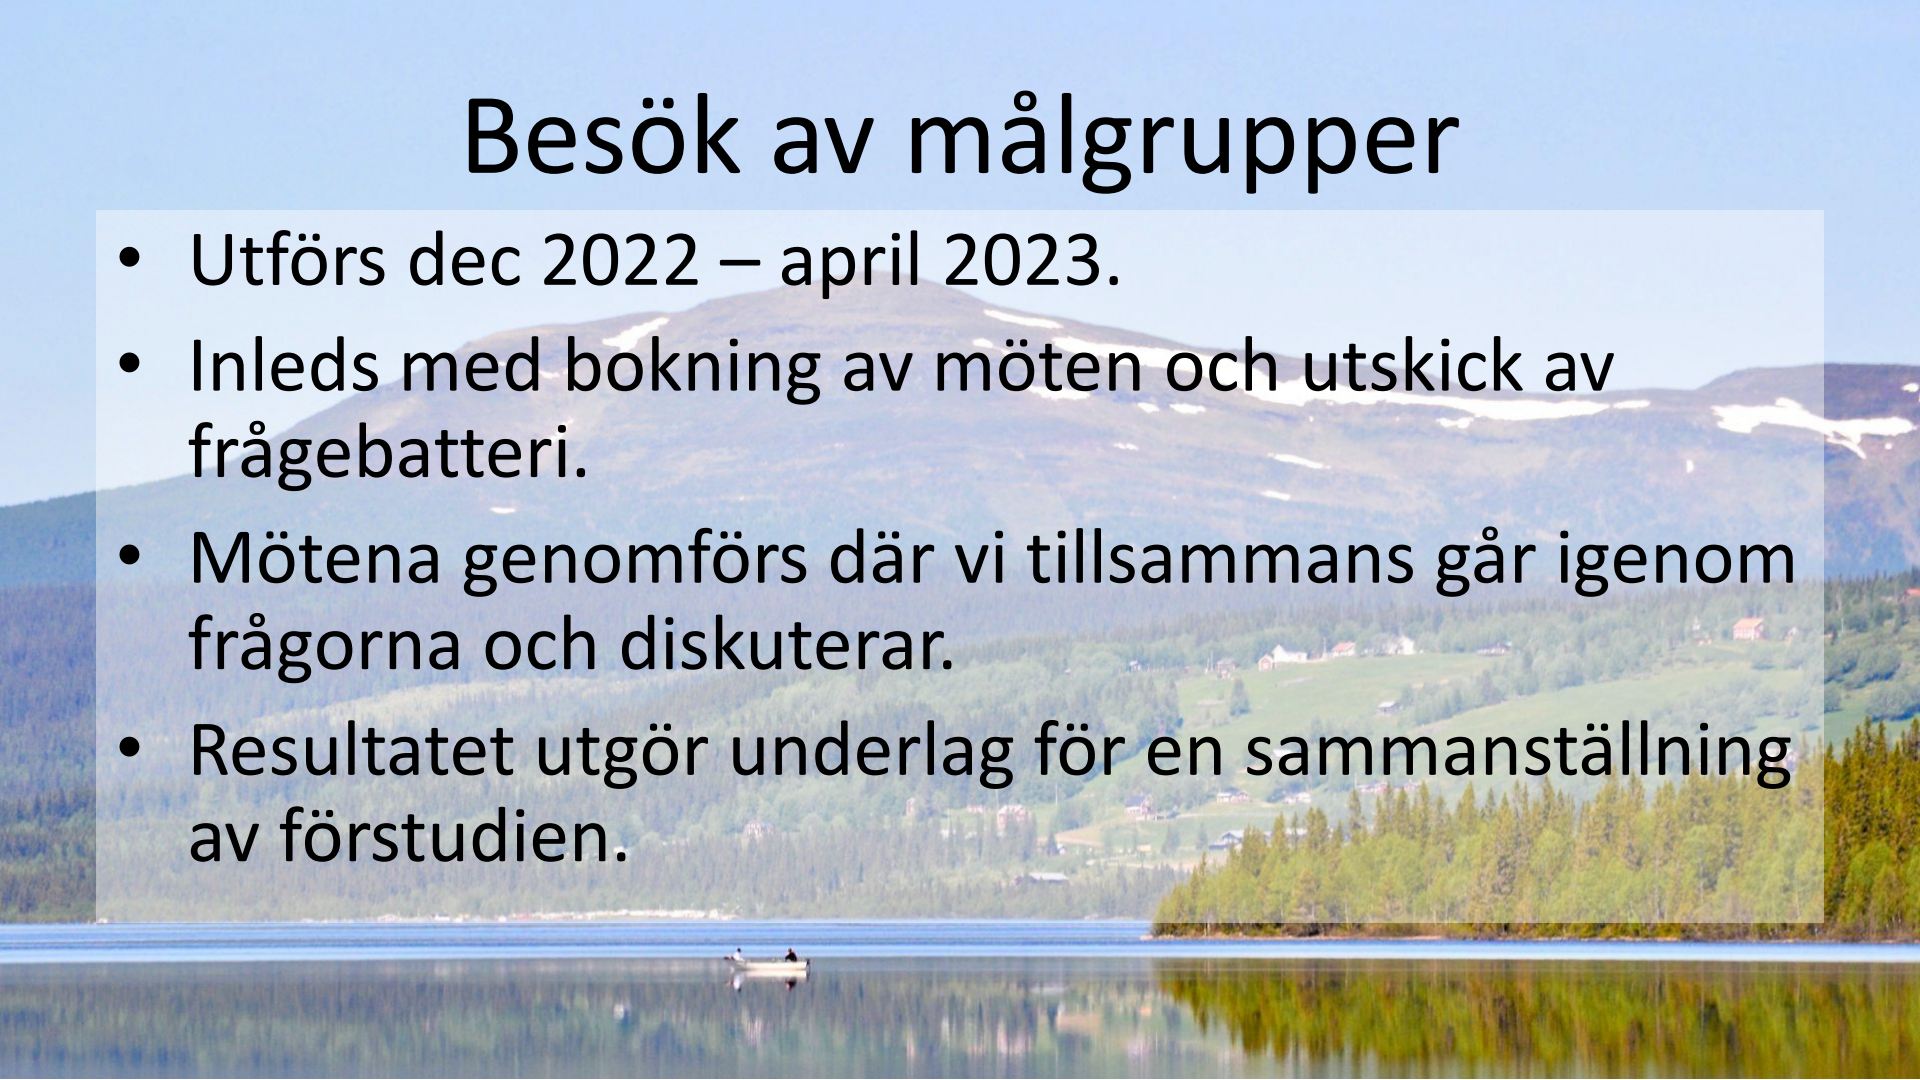 Besök av målgrupper
• Utförs dec 2022 – april 2023.
• Inleds med bokning av möten och utskick av
frågebatteri.
• Mötena genomförs där vi tillsammans går igenom
frågorna och diskuterar.
• Resultatet utgör underlag för en sammanställning
av förstudien.